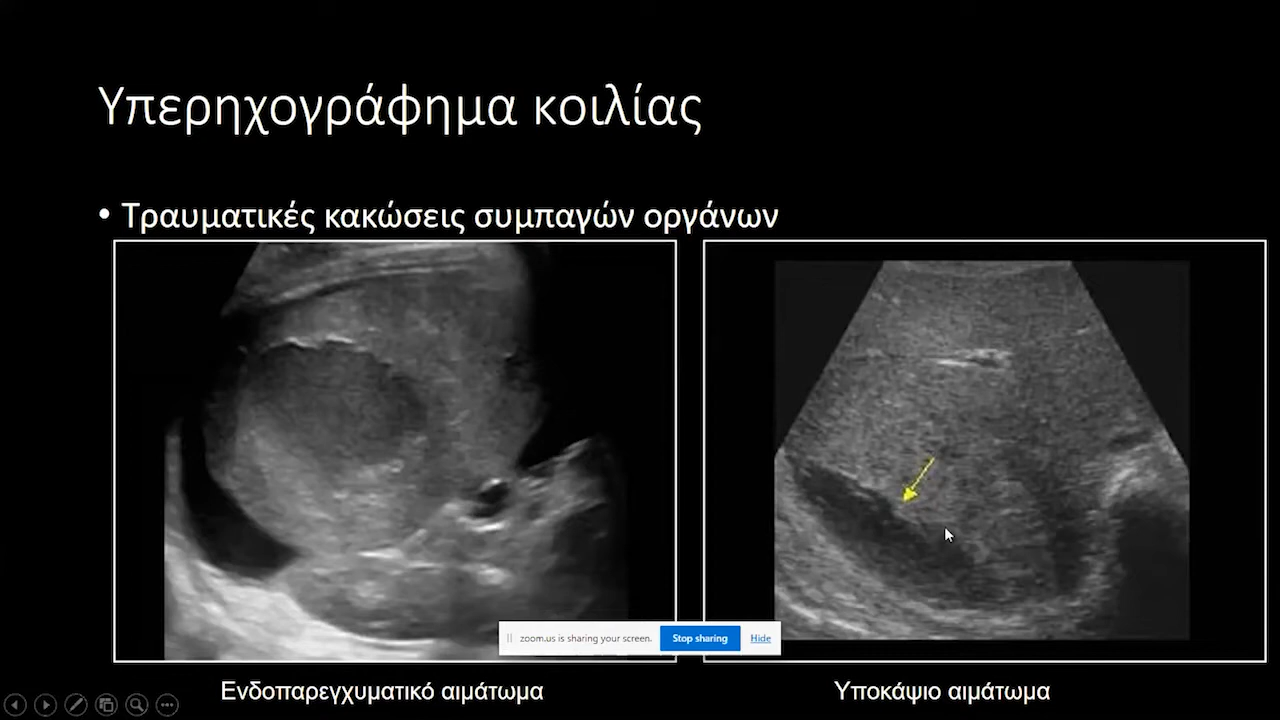 Υπερηχογράφημα κοιλίας
• Τραυματικές κακώσεις συμπαγών οργάνων
zoom.us is sharing your screen. Stop sharing Hide
Ενδοπαρεγχυματικό αιμάτωμα
Υποκάψιο αιμάτωμα